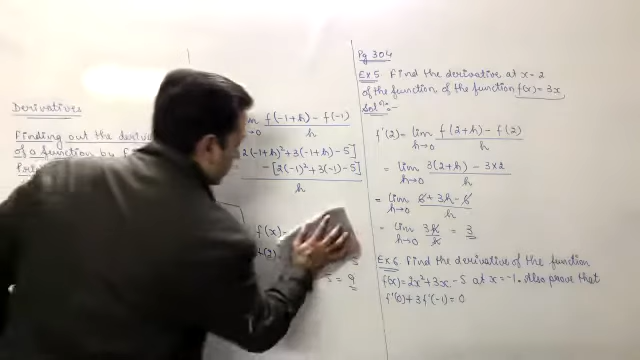 Derivatives
Finding out the deriv
of a function by f
f(-1+h) - f(-1)
h
2(-1+h)² + 3(-1+h) - 5]
- [2(-1)² + 3(-1) - 5]
h
f(x) =
= 9
Pg 304
Ex 5 Find the derivative at x = 2
of the function of the function f(x) = 3x
Sol^n:-
f'(2) = lim f(2+h) - f(2)
h→0 h
= lim 3(2+h) - 3×2
h→0 h
= lim 6 + 3h - 6
h→0 h
= lim 3h = 3
h→0 h
Ex 6 Find the derivative of the function
f(x) = 2x² + 3x - 5 at x = -1. Also prove that
f'(0) + 3f'(-1) = 0